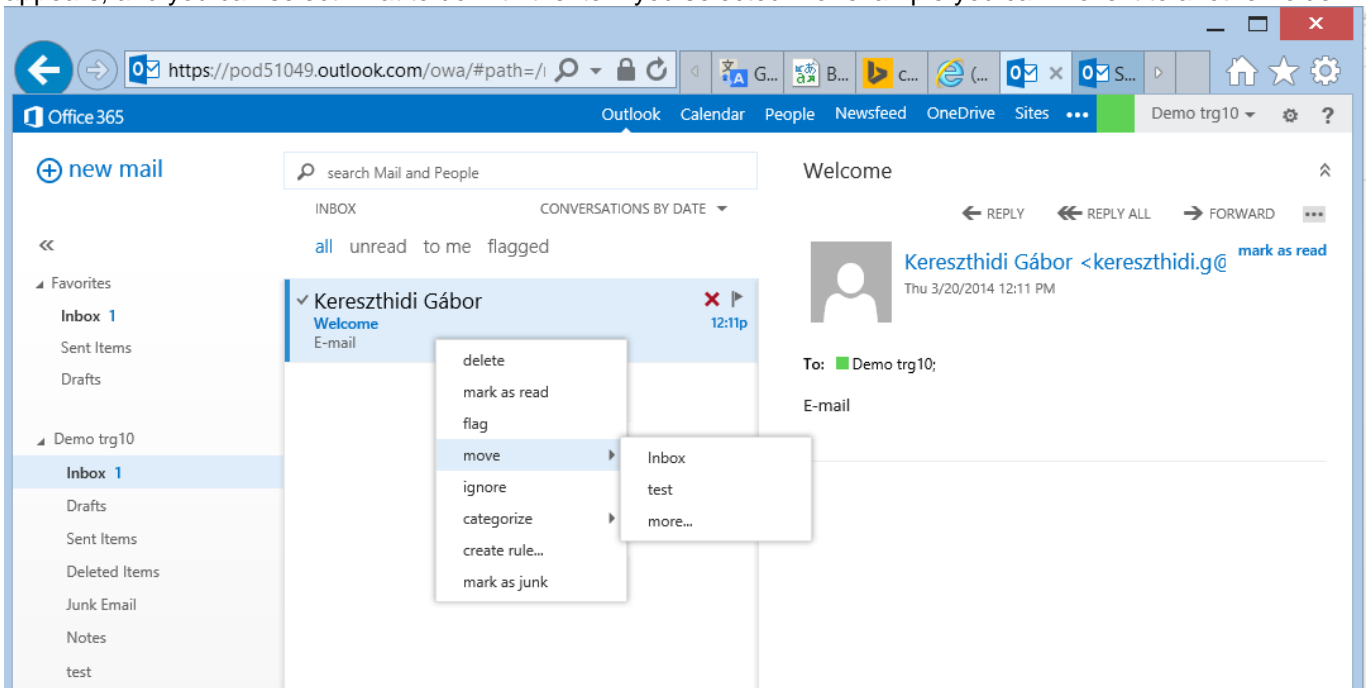 https://pod51049.outlook.com/owa/#path=/ G... B... c... (... S...
Office 365 Outlook Calendar People Newsfeed OneDrive Sites ••• Demo trg10 ?
new mail
search Mail and People
INBOX CONVERSATIONS BY DATE
all unread to me flagged
Kereszthidi Gábor
Welcome 12:11p
E-mail
delete
mark as read
flag
move
ignore
categorize
create rule...
mark as junk
Inbox
test
more...
«
Favorites
Inbox 1
Sent Items
Drafts
Demo trg10
Inbox 1
Drafts
Sent Items
Deleted Items
Junk Email
Notes
test
Welcome
REPLY REPLY ALL FORWARD •••
Kereszthidi Gábor <kereszthidi.g@ mark as read
Thu 3/20/2014 12:11 PM
To: Demo trg10;
E-mail